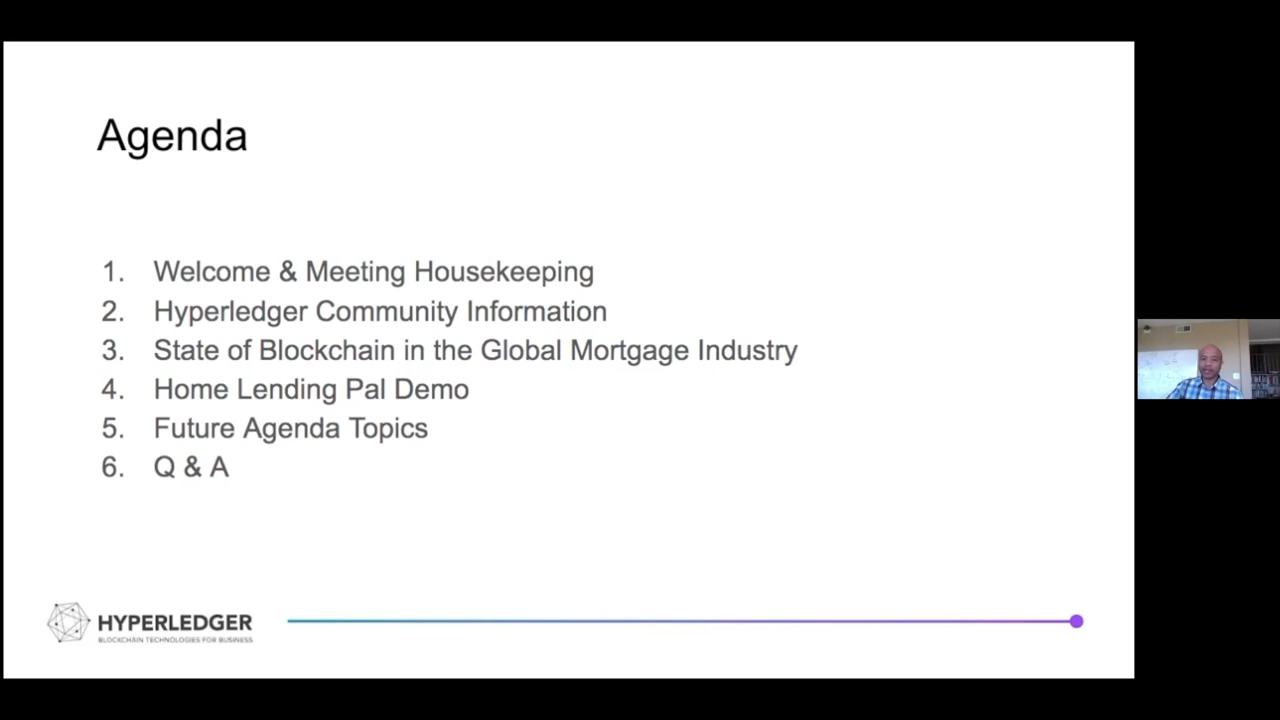 Agenda
1. Welcome & Meeting Housekeeping
2. Hyperledger Community Information
3. State of Blockchain in the Global Mortgage Industry
4. Home Lending Pal Demo
5. Future Agenda Topics
6. Q & A
HYPERLEDGER
BLOCKCHAIN TECHNOLOGIES FOR BUSINESS